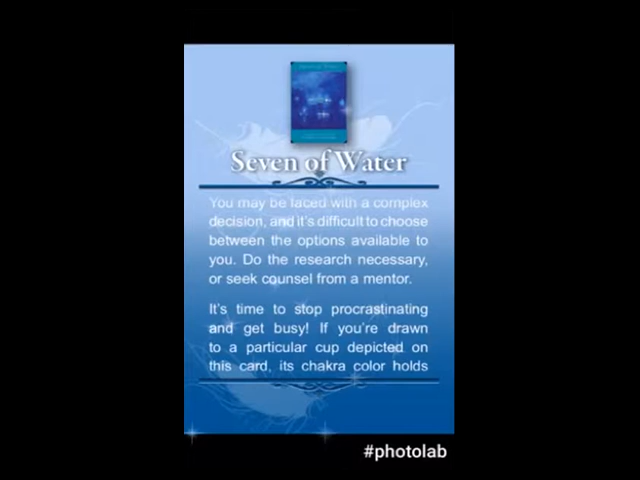 Seven of Water
You may be faced with a complex
decision, and it's difficult to choose
between the options available to
you. Do the research necessary,
or seek counsel from a mentor.
It's time to stop procrastinating
and get busy! If you're drawn
to a particular cup depicted on
this card, its chakra color holds
#photolab